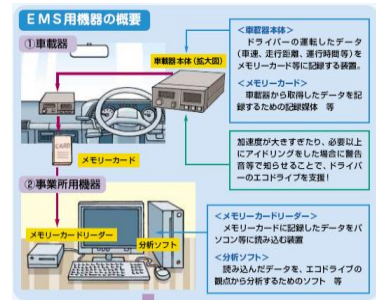 EMS用機器の概要
①車載器
車載器本体(拡大図)
<車載器本体>
ドライバーの運転したデータ
(車速、走行距離、運行時間等)を
メモリーカード等に記録する装置。
<メモリーカード>
車載器から取得したデータを記
録するための記録媒体 等
メモリーカード
加速度が大きすぎたり、必要以上
にアイドリングをした場合に警告
音等で知らせることで、ドライバー
のエコドライブを支援!
②事業所用機器
メモリーカードリーダー
分析ソフト
<メモリーカードリーダー>
メモリーカードに記録したデータをパ
ソコン等に読み込む装置
<分析ソフト>
読み込んだデータを、エコドライブの
観点から分析するためのソフト 等